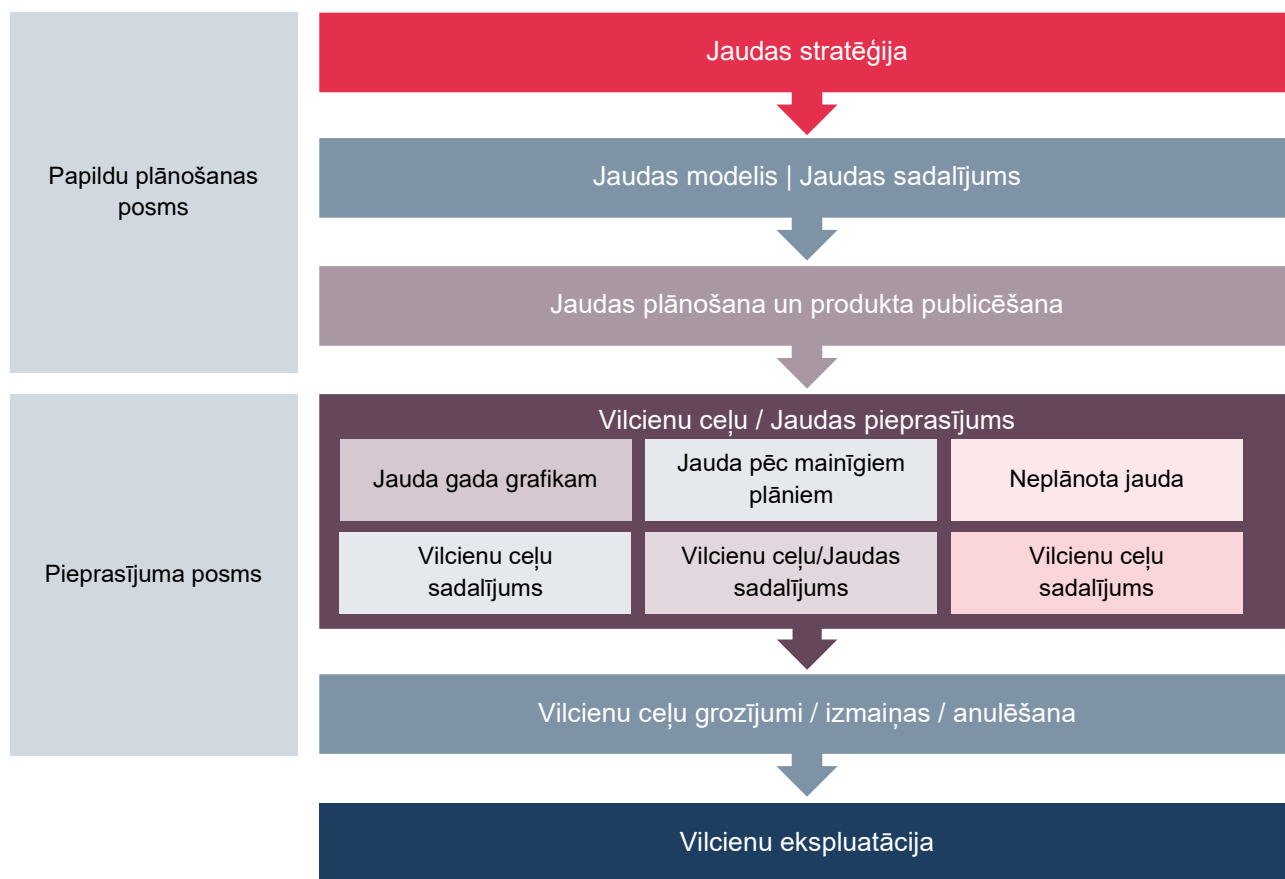 Papildu plānošanas
posms
Jaudas stratēģija
Jaudas modelis | Jaudas sadalījums
Jaudas plānošana un produkta publicēšana
Pieprasījuma posms
Vilcienu ceļu / Jaudas pieprasījums
Jauda gada grafikam
Jauda pēc mainīgiem
plāniem
Neplānota jauda
Vilcienu ceļu
sadalījums
Vilcienu ceļu/Jaudas
sadalījums
Vilcienu ceļu
sadalījums
Vilcienu ceļu grozījumi / izmaiņas / anulēšana
Vilcienu ekspluatācija